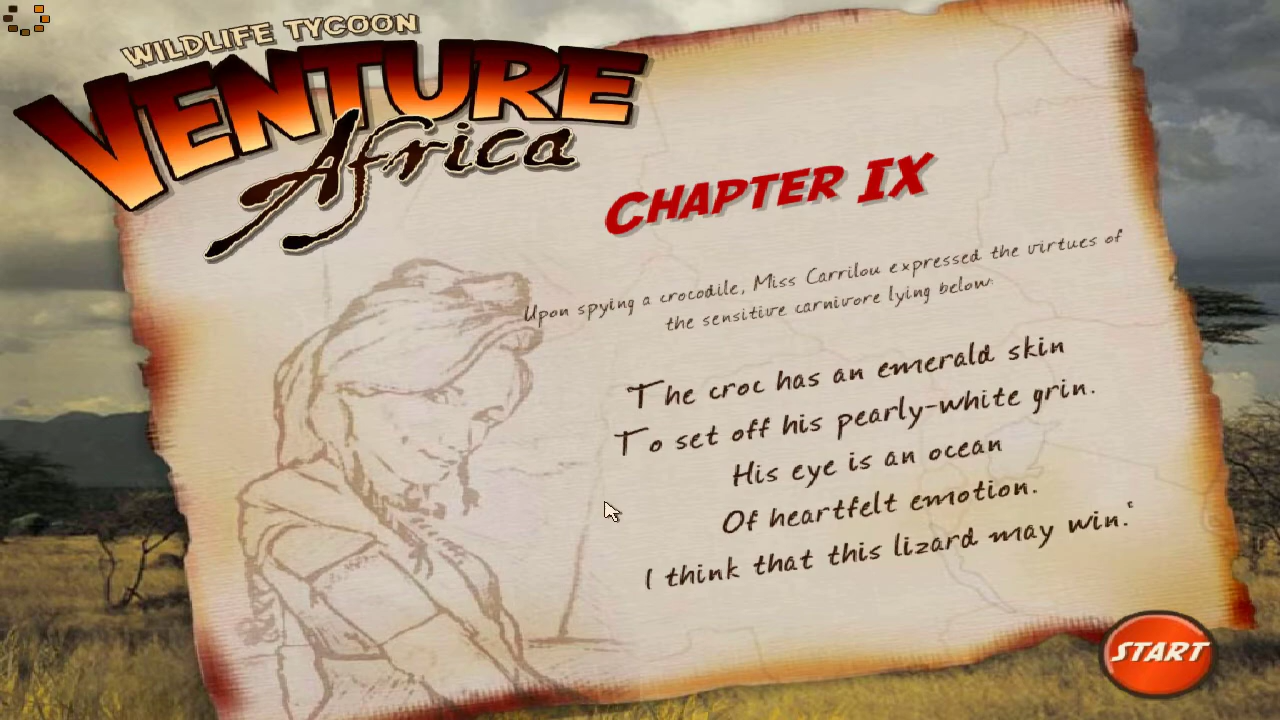 WILDLIFE TYCOON
VENTURE
Africa
CHAPTER IX
Upon spying a crocodile, Miss Carrilou expressed the virtues of
the sensitive carnivore lying below:
The croc has an emerald skin
To set off his pearly-white grin.
His eye is an ocean
Of heartfelt emotion.
I think that this lizard may win."
START